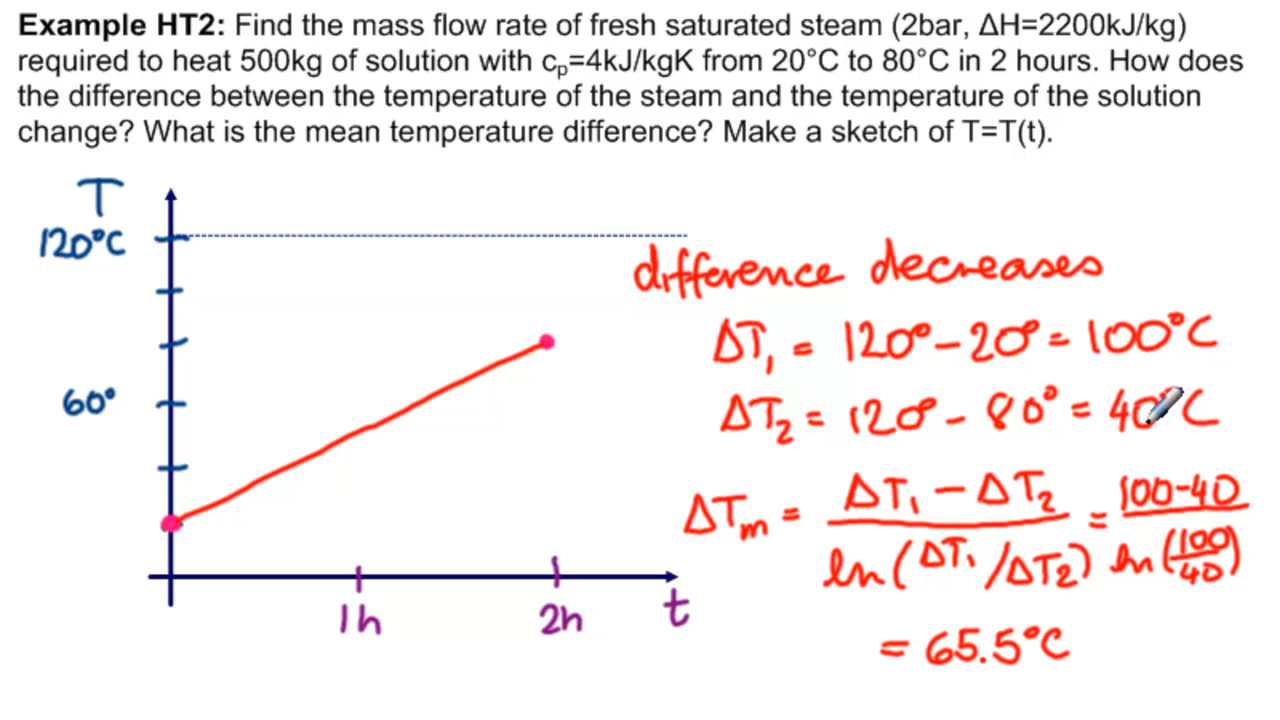 Example HT2: Find the mass flow rate of fresh saturated steam (2bar, ΔH=2200kJ/kg)
required to heat 500kg of solution with cₚ=4kJ/kgK from 20°C to 80°C in 2 hours. How does
the difference between the temperature of the steam and the temperature of the solution
change? What is the mean temperature difference? Make a sketch of T=T(t).
T
120°C
60°
1h
2h
t
difference decreases
ΔT₁ = 120° - 20° = 100°C
ΔT₂ = 120° - 80° = 40°C
ΔTm = (ΔT₁ - ΔT₂) / ln(ΔT₁/ΔT₂) = (100-40) / ln(100/40)
= 65.5°C